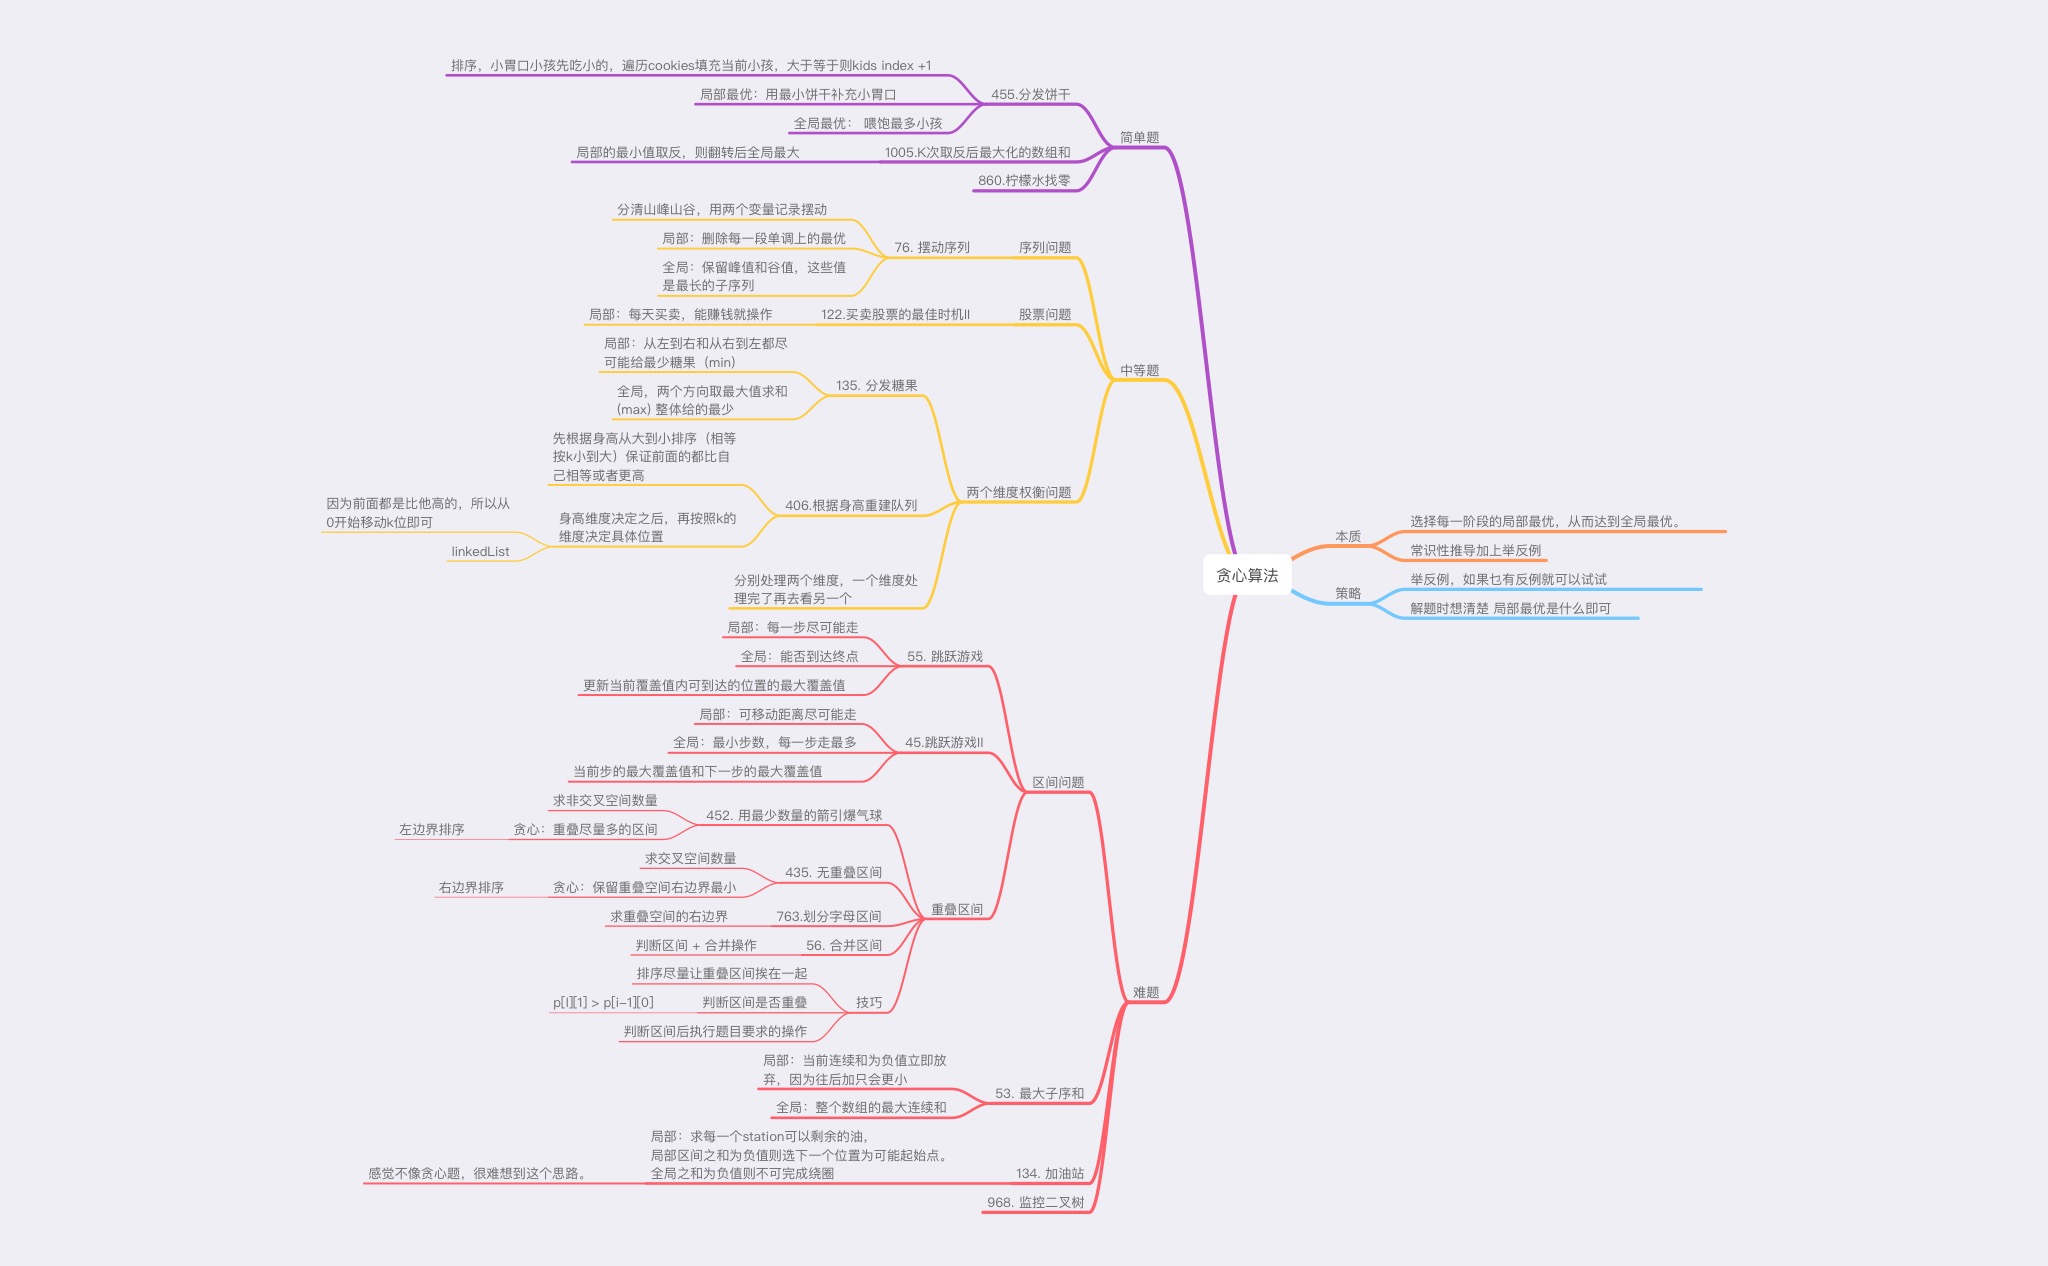 贪心算法
本质
选择每一阶段的局部最优，从而达到全局最优。
常识性推导加上举反例
策略
举反例，如果乜有反例就可以试试
解题时想清楚 局部最优是什么即可
简单题
455.分发饼干
排序，小胃口小孩先吃小的，遍历cookies填充当前小孩，大于等于则kids index +1
局部最优：用最小饼干补充小胃口
全局最优： 喂饱最多小孩
1005.K次取反后最大化的数组和
局部的最小值取反，则翻转后全局最大
860.柠檬水找零
中等题
序列问题
76. 摆动序列
分清山峰山谷，用两个变量记录摆动
局部：删除每一段单调上的最优
全局：保留峰值和谷值，这些值
是最长的子序列
股票问题
122.买卖股票的最佳时机II
局部：每天买卖，能赚钱就操作
两个维度权衡问题
135. 分发糖果
局部：从左到右和从右到左都尽
可能给最少糖果（min）
全局，两个方向取最大值求和
(max) 整体给的最少
406.根据身高重建队列
先根据身高从大到小排序（相等
按k小到大）保证前面的都比自
己相等或者更高
身高维度决定之后，再按照k的
维度决定具体位置
因为前面都是比他高的，所以从
0开始移动k位即可
linkedList
分别处理两个维度，一个维度处
理完了再去看另一个
难题
区间问题
55. 跳跃游戏
局部：每一步尽可能走
全局：能否到达终点
更新当前覆盖值内可到达的位置的最大覆盖值
45.跳跃游戏II
局部：可移动距离尽可能走
全局：最小步数，每一步走最多
当前步的最大覆盖值和下一步的最大覆盖值
重叠区间
452. 用最少数量的箭引爆气球
求非交叉空间数量
贪心：重叠尽量多的区间
左边界排序
435. 无重叠区间
求交叉空间数量
贪心：保留重叠空间右边界最小
右边界排序
763.划分字母区间
求重叠空间的右边界
56. 合并区间
判断区间 + 合并操作
技巧
排序尽量让重叠区间挨在一起
判断区间是否重叠
p[I][1] > p[i-1][0]
判断区间后执行题目要求的操作
53. 最大子序和
局部：当前连续和为负值立即放
弃，因为往后加只会更小
全局：整个数组的最大连续和
134. 加油站
局部：求每一个station可以剩余的油，
局部区间之和为负值则选下一个位置为可能起始点。
全局之和为负值则不可完成绕圈
感觉不像贪心题，很难想到这个思路。
968. 监控二叉树